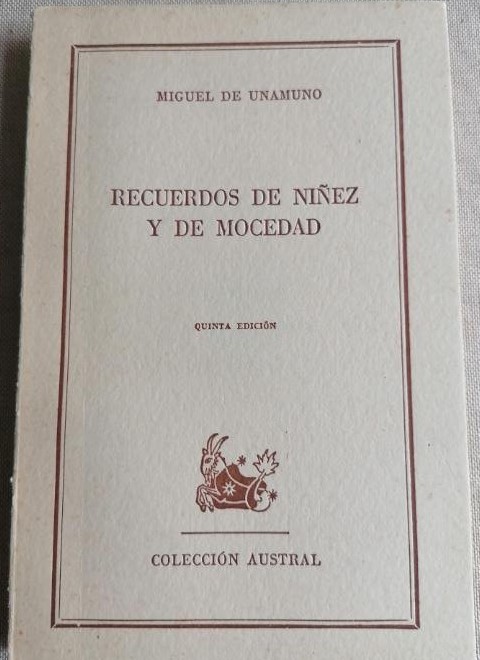 MIGUEL DE UNAMUNO
RECUERDOS DE NIÑEZ
Y DE MOCEDAD
QUINTA EDICIÓN
COLECCIÓN AUSTRAL